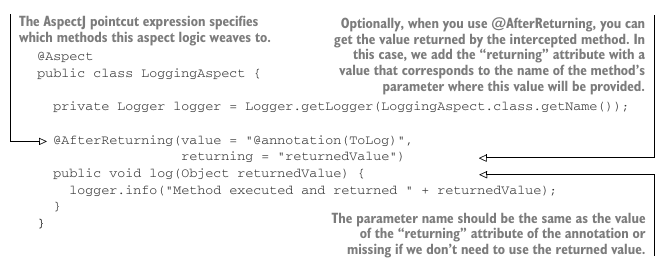 The AspectJ pointcut expression specifies
which methods this aspect logic weaves to.
Optionally, when you use @AfterReturning, you can
get the value returned by the intercepted method. In
this case, we add the “returning” attribute with a
value that corresponds to the name of the method’s
parameter where this value will be provided.
@Aspect
public class LoggingAspect {
private Logger logger = Logger.getLogger(LoggingAspect.class.getName());
@AfterReturning(value = "@annotation(ToLog)",
returning = "returnedValue")
public void log(Object returnedValue) {
logger.info("Method executed and returned " + returnedValue);
}
}
The parameter name should be the same as the value
of the “returning” attribute of the annotation or
missing if we don’t need to use the returned value.